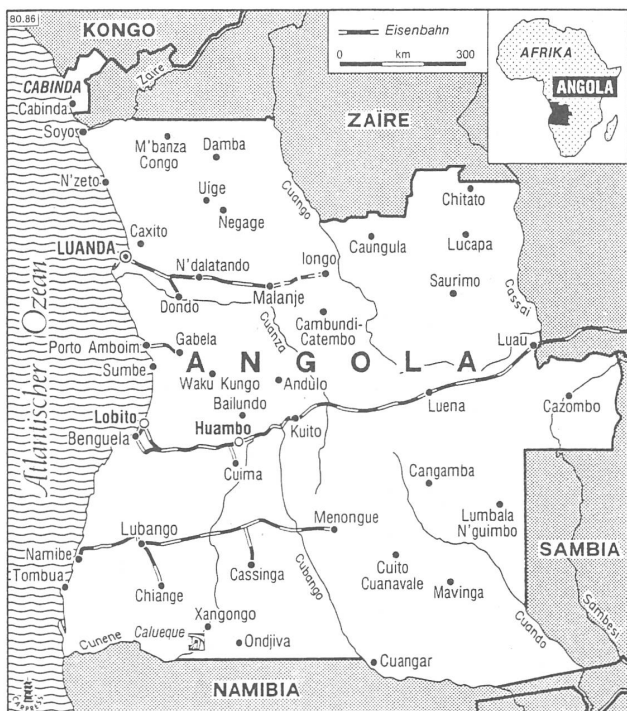 80.86
KONGO
Eisenbahn
0 km 300
AFRIKA
ANGOLA
CABINDA
Cabinda
Zaïre
ZAÏRE
Soyo
M'banza
Congo
Damba
N'zeto
Uíge
Negage
Cuango
Chitato
Caungula
Lucapa
Caxito
LUANDA
N'dalatando
Iongo
Saurimo
Dondo
Malanje
Cassai
Cuanza
Cambundi-
Catembo
Porto Amboim
Gabela
Luaú
ANGOLA
Sumbe
Waku Kungo
Andùlo
Bailundo
Luena
Cazombo
Lobito
Huambo
Benguela
Kuito
Cuima
Cangamba
Lumbala
N'guimbo
Atlantischer Ozean
Lubango
Menongue
SAMBIA
Namibe
Tombua
Cassinga
Cubango
Cuito
Cuanavale
Mavinga
Chiange
Xangongo
Cuando
Sambesi
Cunene
Calueque
Ondjiva
Cuangar
NAMIBIA